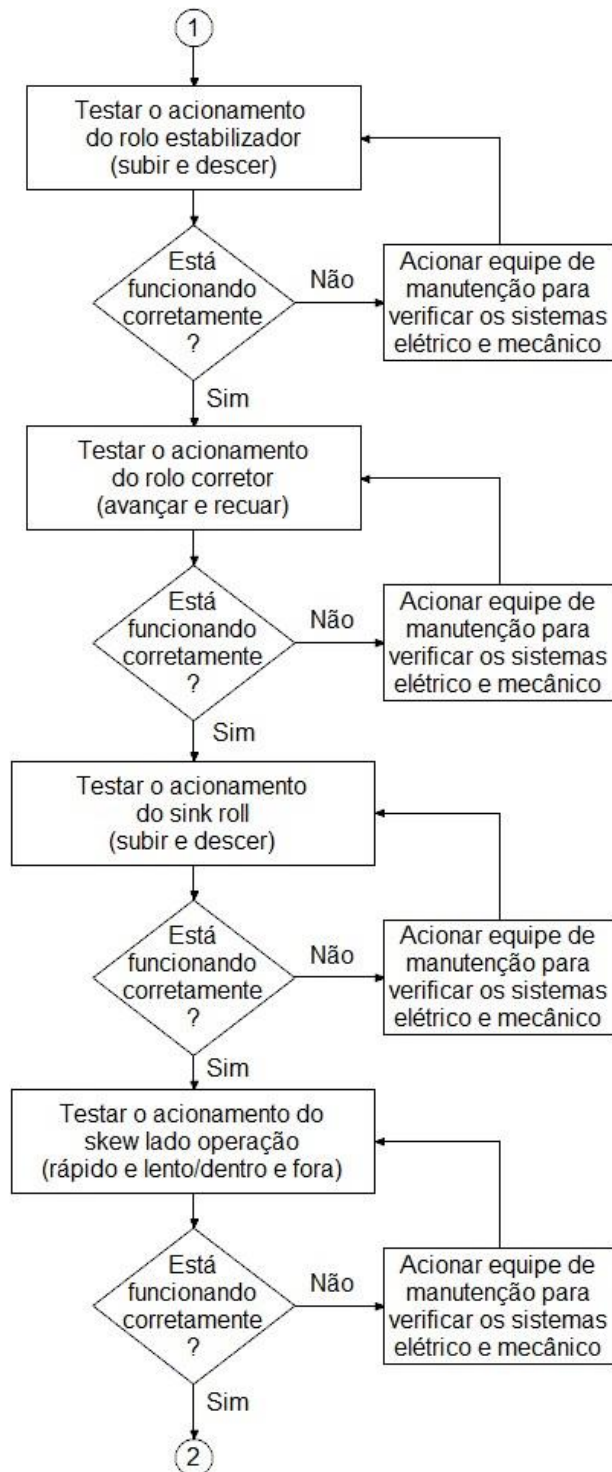 1
Testar o acionamento
do rolo estabilizador
(subir e descer)
Está
funcionando
corretamente
?
Não
Acionar equipe de
manutenção para
verificar os sistemas
elétrico e mecânico
Sim
Testar o acionamento
do rolo corretor
(avançar e recuar)
Está
funcionando
corretamente
?
Não
Acionar equipe de
manutenção para
verificar os sistemas
elétrico e mecânico
Sim
Testar o acionamento
do sink roll
(subir e descer)
Está
funcionando
corretamente
?
Não
Acionar equipe de
manutenção para
verificar os sistemas
elétrico e mecânico
Sim
Testar o acionamento do
skew lado operação
(rápido e lento/dentro e fora)
Está
funcionando
corretamente
?
Não
Acionar equipe de
manutenção para
verificar os sistemas
elétrico e mecânico
Sim
2